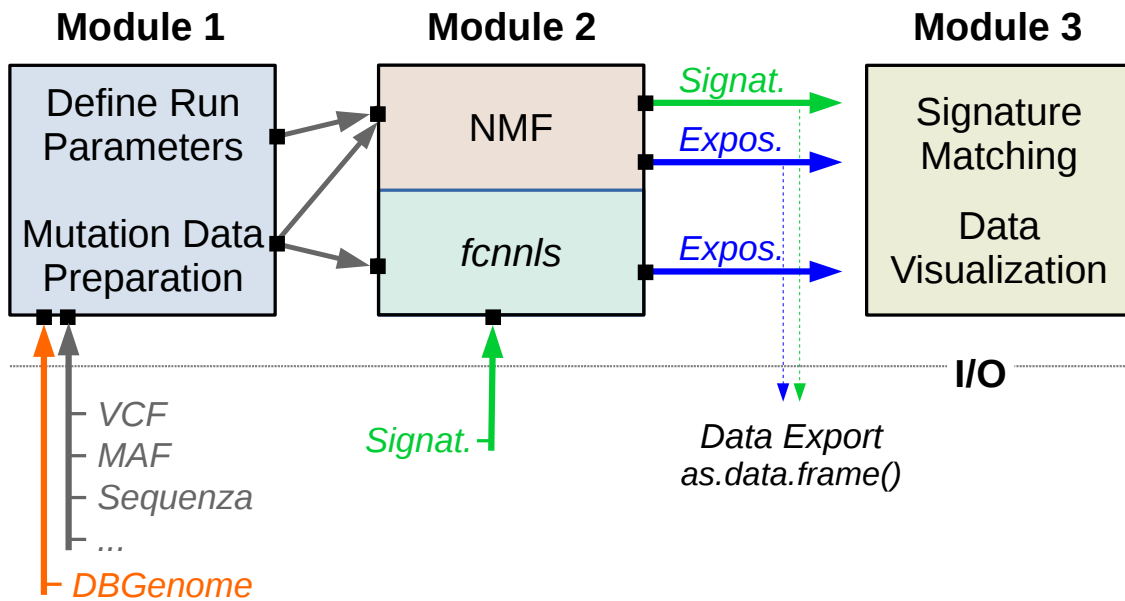 Module 1
Module 2
Module 3
Define Run
Parameters
Mutation Data
Preparation
NMF
fcnnls
Signat.
Expos.
Expos.
Signature
Matching
Data
Visualization
I/O
VCF
MAF
Sequenza
...
DBGenome
Signat.
Data Export
as.data.frame()